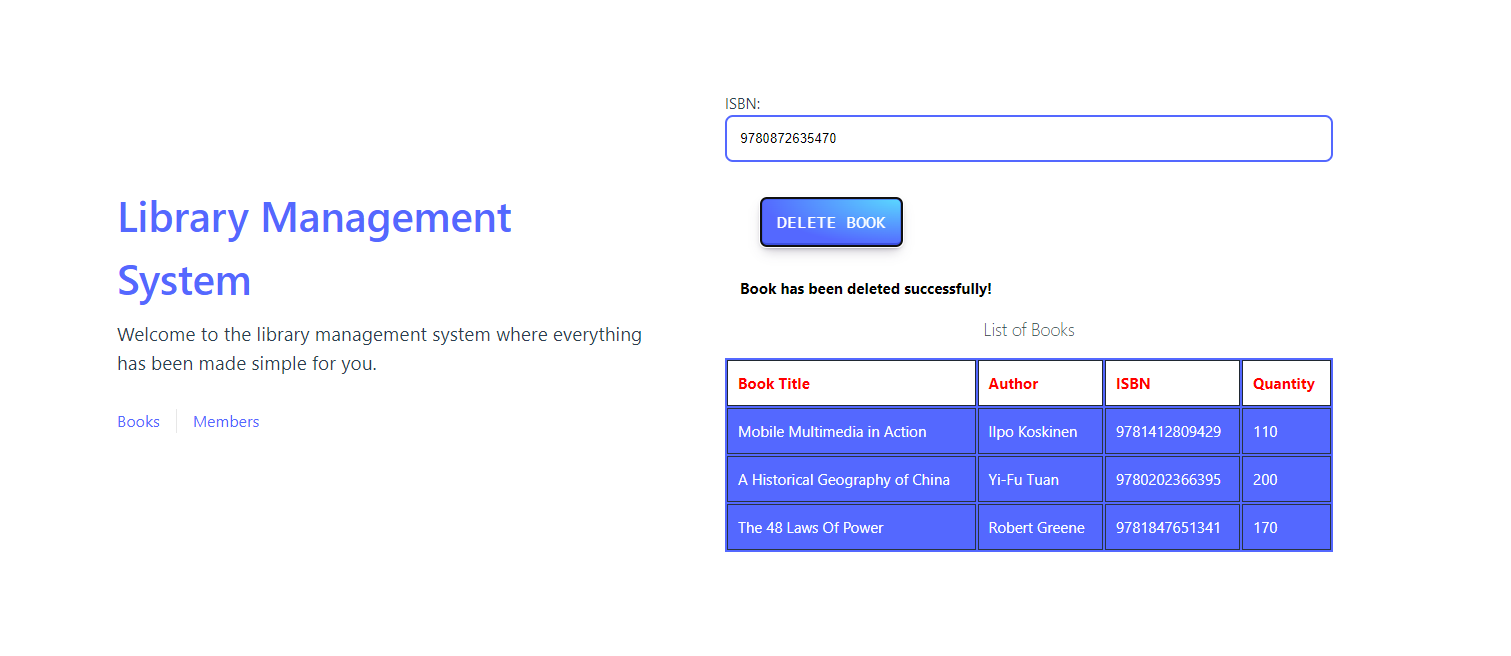 Library Management
System
Welcome to the library management system where everything
has been made simple for you.
Books Members
ISBN:
9780872635470
DELETE BOOK
Book has been deleted successfully!
List of Books
Book Title Author ISBN Quantity
Mobile Multimedia in Action Ilpo Koskinen 9781412809429 110
A Historical Geography of China Yi-Fu Tuan 9780202366395 200
The 48 Laws Of Power Robert Greene 9781847651341 170